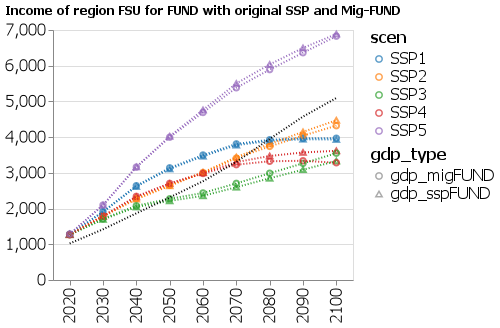 Income of region FSU for FUND with original SSP and Mig-FUND
7,000
6,000
5,000
4,000
3,000
2,000
1,000
0
2020 2030 2040 2050 2060 2070 2080 2090 2100
scen
SSP1
SSP2
SSP3
SSP4
SSP5
gdp_type
gdp_migFUND
gdp_sspFUND